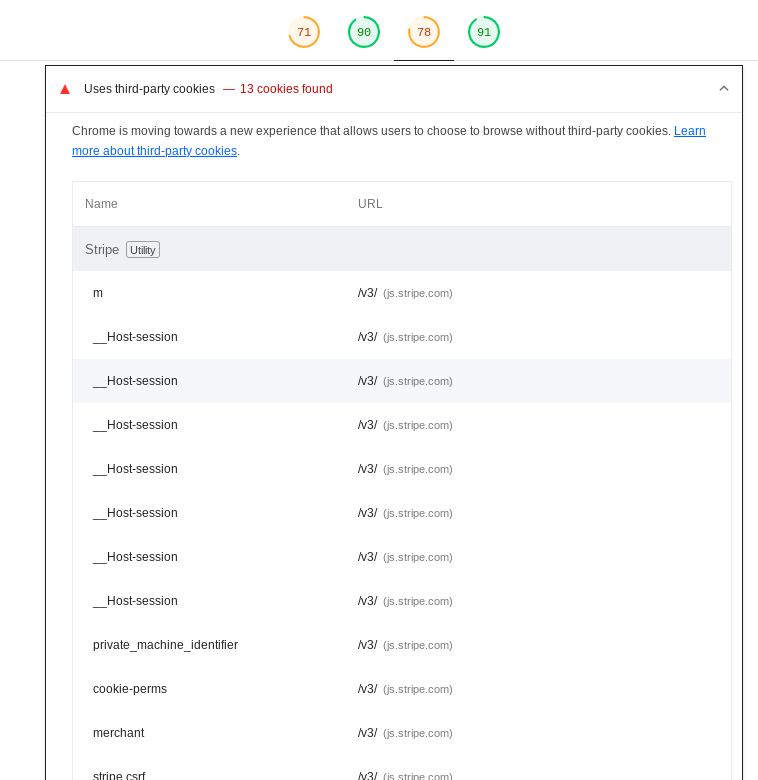 71 90 78 91
Uses third-party cookies — 13 cookies found
Chrome is moving towards a new experience that allows users to choose to browse without third-party cookies. Learn
more about third-party cookies.
Name URL
Stripe Utility
m /v3/ (js.stripe.com)
__Host-session /v3/ (js.stripe.com)
__Host-session /v3/ (js.stripe.com)
__Host-session /v3/ (js.stripe.com)
__Host-session /v3/ (js.stripe.com)
__Host-session /v3/ (js.stripe.com)
__Host-session /v3/ (js.stripe.com)
__Host-session /v3/ (js.stripe.com)
private_machine_identifier /v3/ (js.stripe.com)
cookie-perms /v3/ (js.stripe.com)
merchant /v3/ (js.stripe.com)
stripe.csrf /v3/ (js.stripe.com)